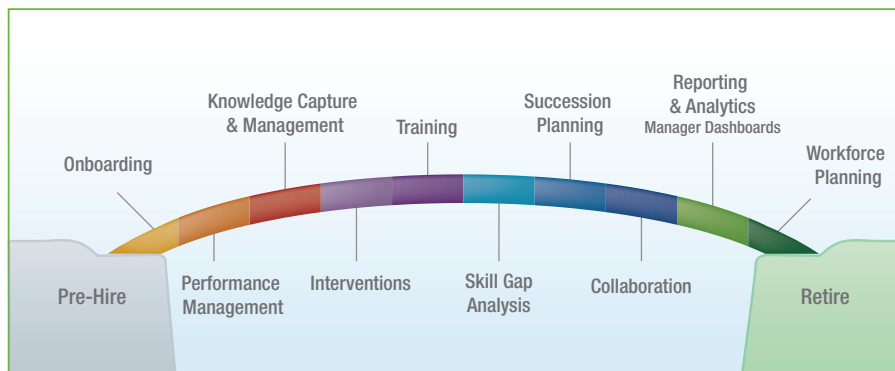 Onboarding
Knowledge Capture
& Management
Training
Succession
Planning
Reporting
& Analytics
Manager Dashboards
Workforce
Planning
Pre-Hire
Performance
Management
Interventions
Skill Gap
Analysis
Collaboration
Retire